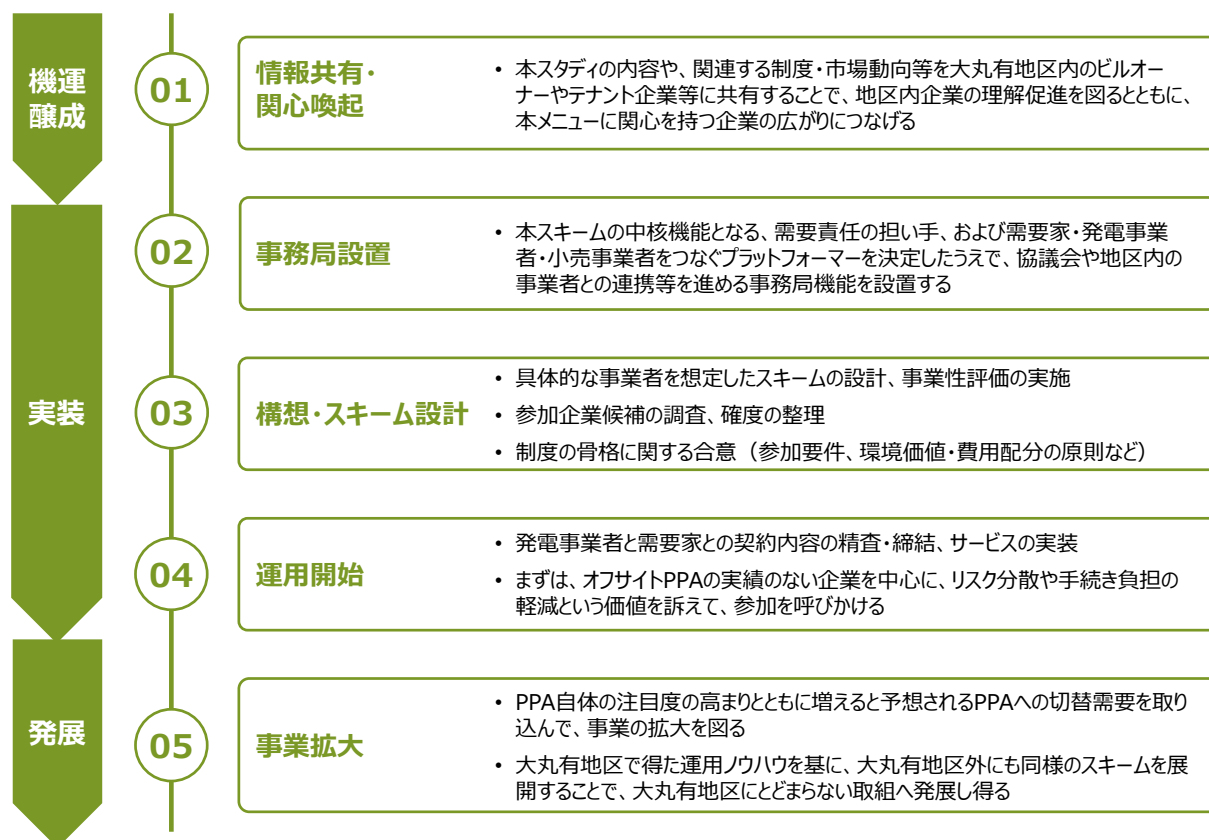 機運
醸成
01
情報共有・
関心喚起
• 本スタディの内容や、関連する制度・市場動向等を大丸有地区内のビルオー
ナーやテナント企業等に共有することで、地区内企業の理解促進を図るとともに、
本メニューに関心を持つ企業の広がりにつなげる
実装
02
事務局設置
• 本スキームの中核機能となる、需要責任の担い手、および需要家・発電事業
者・小売事業者をつなぐプラットフォーマーを決定したうえで、協議会や地区内の
事業者との連携等を進める事務局機能を設置する
03
構想・スキーム設計
• 具体的な事業者を想定したスキームの設計、事業性評価の実施
• 参加企業候補の調査、確度の整理
• 制度の骨格に関する合意（参加要件、環境価値・費用配分の原則など）
04
運用開始
• 発電事業者と需要家との契約内容の精査・締結、サービスの実装
• まずは、オフサイトPPAの実績のない企業を中心に、リスク分散や手続き負担の
軽減という価値を訴えて、参加を呼びかける
発展
05
事業拡大
• PPA自体の注目度の高まりとともに増えると予想されるPPAへの切替需要を取り
込んで、事業の拡大を図る
• 大丸有地区で得た運用ノウハウを基に、大丸有地区外にも同様のスキームを展
開することで、大丸有地区にとどまらない取組へ発展し得る